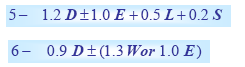 5– 1.2 D±1.0 E+0.5 L+0.2 S
6– 0.9 D±(1.3 W or 1.0 E)